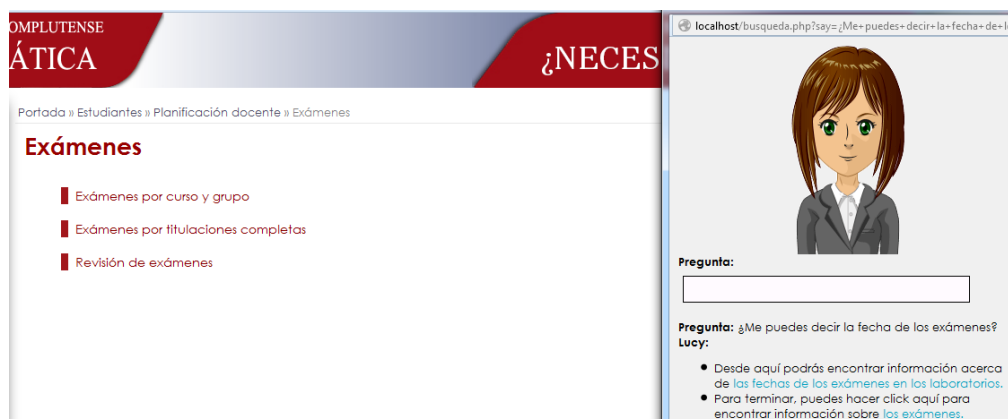 OMPLUTENSE
ÁTICA
¿NECES
Portada » Estudiantes » Planificación docente » Exámenes
Exámenes
Exámenes por curso y grupo
Exámenes por titulaciones completas
Revisión de exámenes
localhost/busqueda.php?say=¿Me+puedes+decir+la+fecha+de+l
Pregunta:
Pregunta: ¿Me puedes decir la fecha de los exámenes?
Lucy:
Desde aquí podrás encontrar información acerca
de las fechas de los exámenes en los laboratorios.
Para terminar, puedes hacer click aquí para
encontrar información sobre los exámenes.